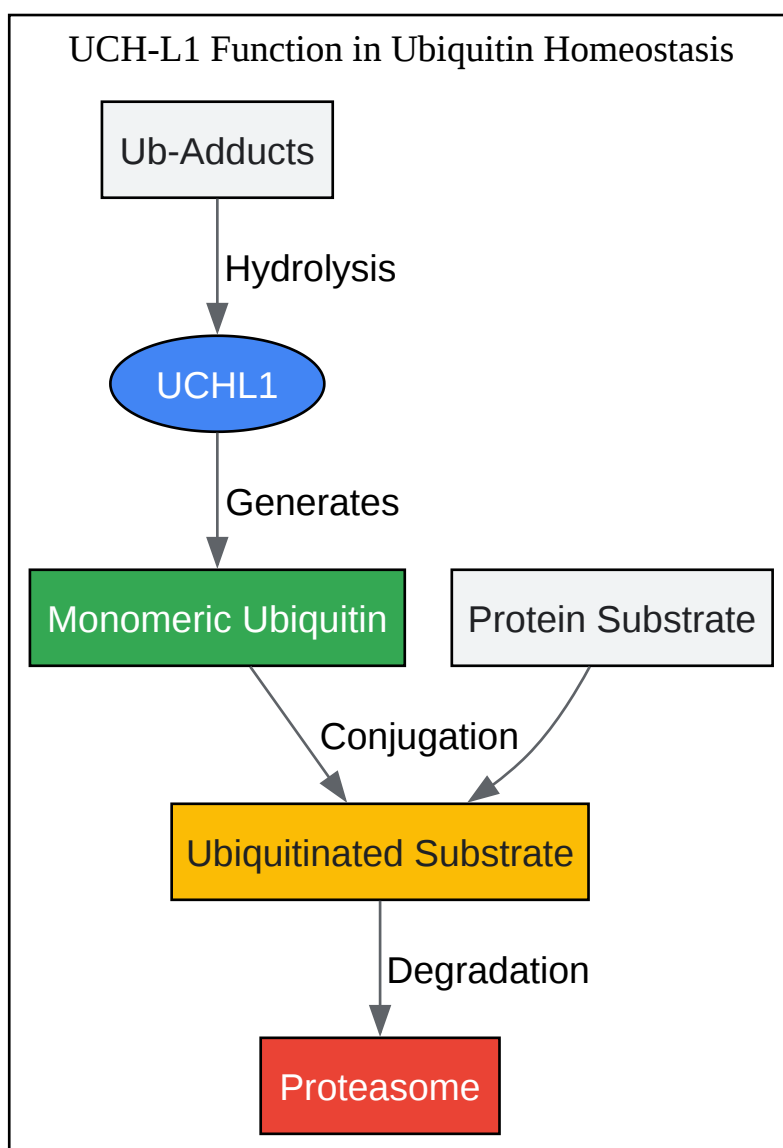 UCH-L1 Function in Ubiquitin Homeostasis
Ub-Adducts
Hydrolysis
UCHL1
Generates
Monomeric Ubiquitin
Protein Substrate
Conjugation
Ubiquitinated Substrate
Degradation
Proteasome